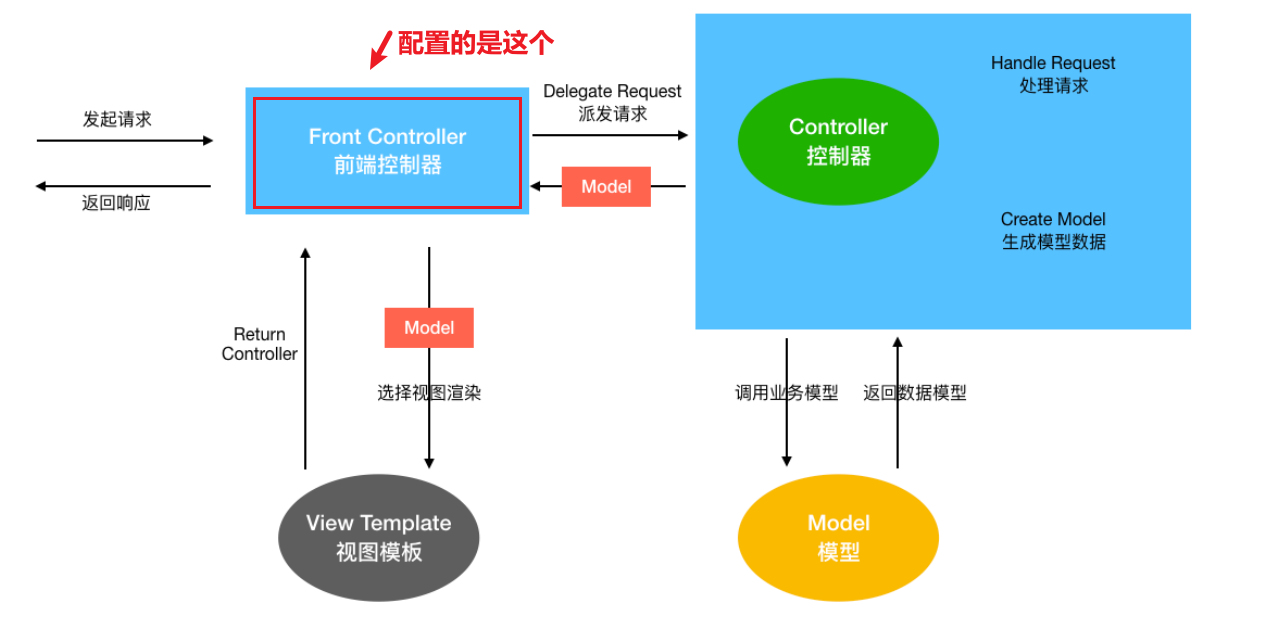 配置的是这个
发起请求
返回响应
Front Controller
前端控制器
Delegate Request
派发请求
Model
Controller
控制器
Handle Request
处理请求
Create Model
生成模型数据
Return
Controller
Model
选择视图渲染
调用业务模型
返回数据模型
View Template
视图模板
Model
模型